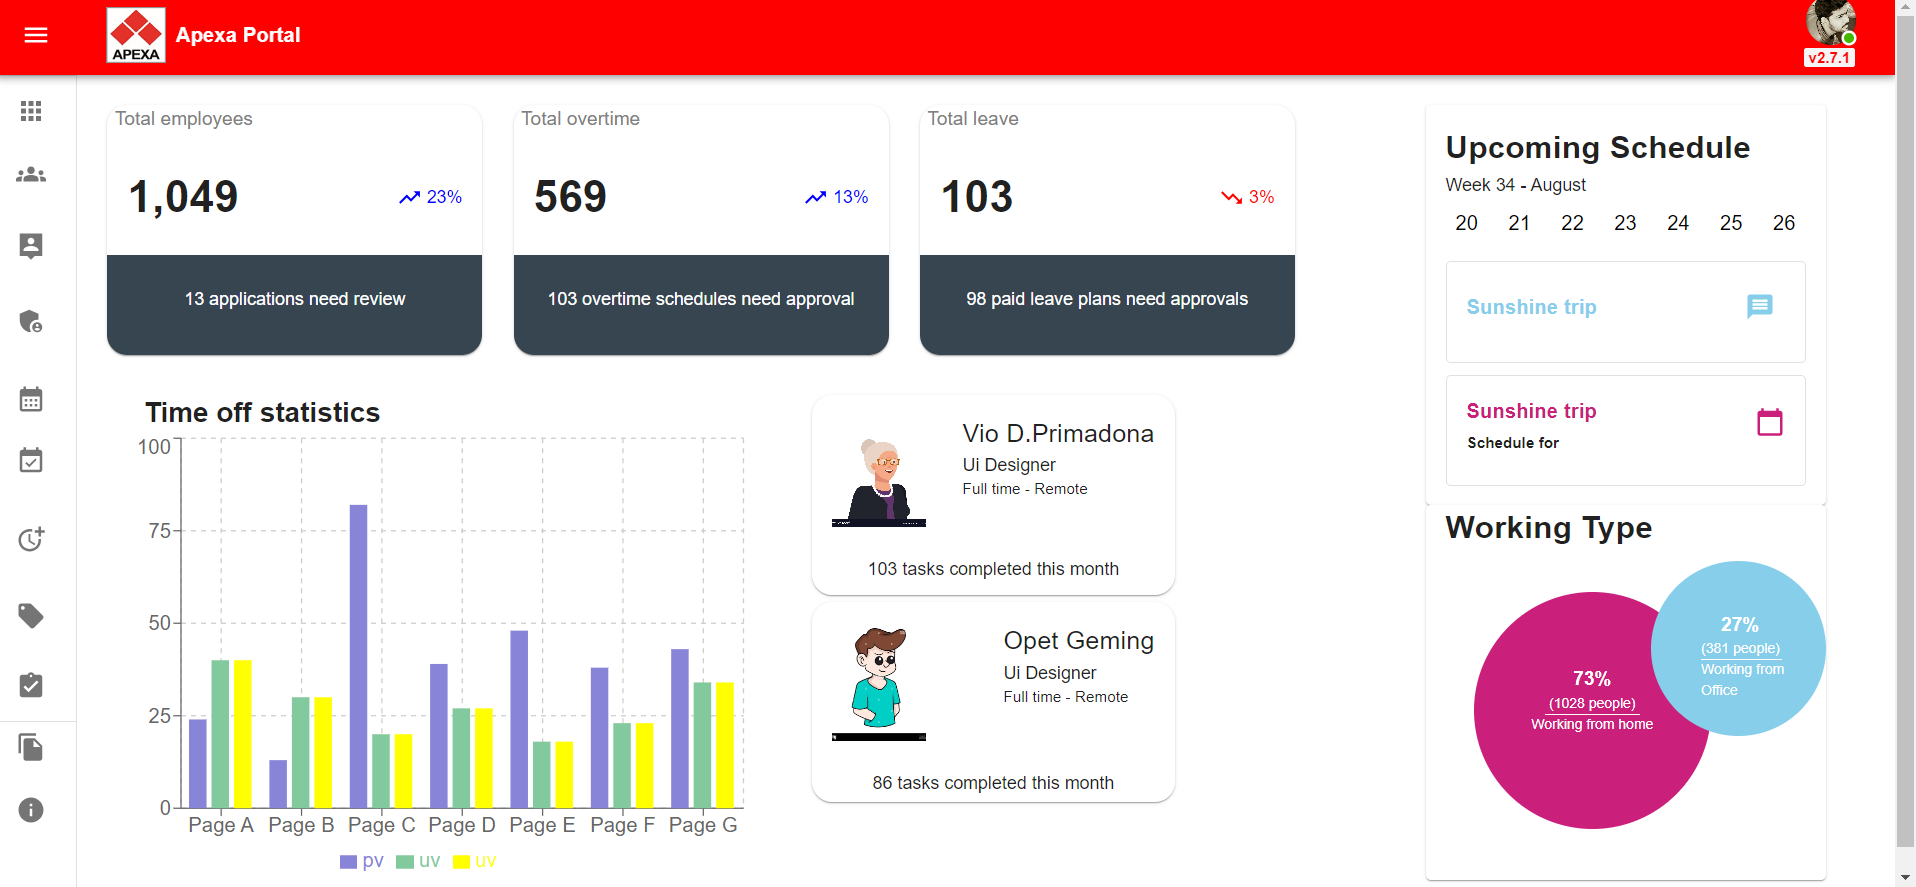 APEXA
Apexa Portal
v2.7.1
Total employees
1,049
23%
13 applications need review
Total overtime
569
13%
103 overtime schedules need approval
Total leave
103
3%
98 paid leave plans need approvals
Time off statistics
100
75
50
25
0
Page A Page B Page C Page D Page E Page F Page G
pv uv uv
Vio D.Primadona
Ui Designer
Full time - Remote
103 tasks completed this month
Opet Geming
Ui Designer
Full time - Remote
86 tasks completed this month
Upcoming Schedule
Week 34 - August
20 21 22 23 24 25 26
Sunshine trip
Sunshine trip
Schedule for
Working Type
73%
(1028 people)
Working from home
27%
(381 people)
Working from
Office